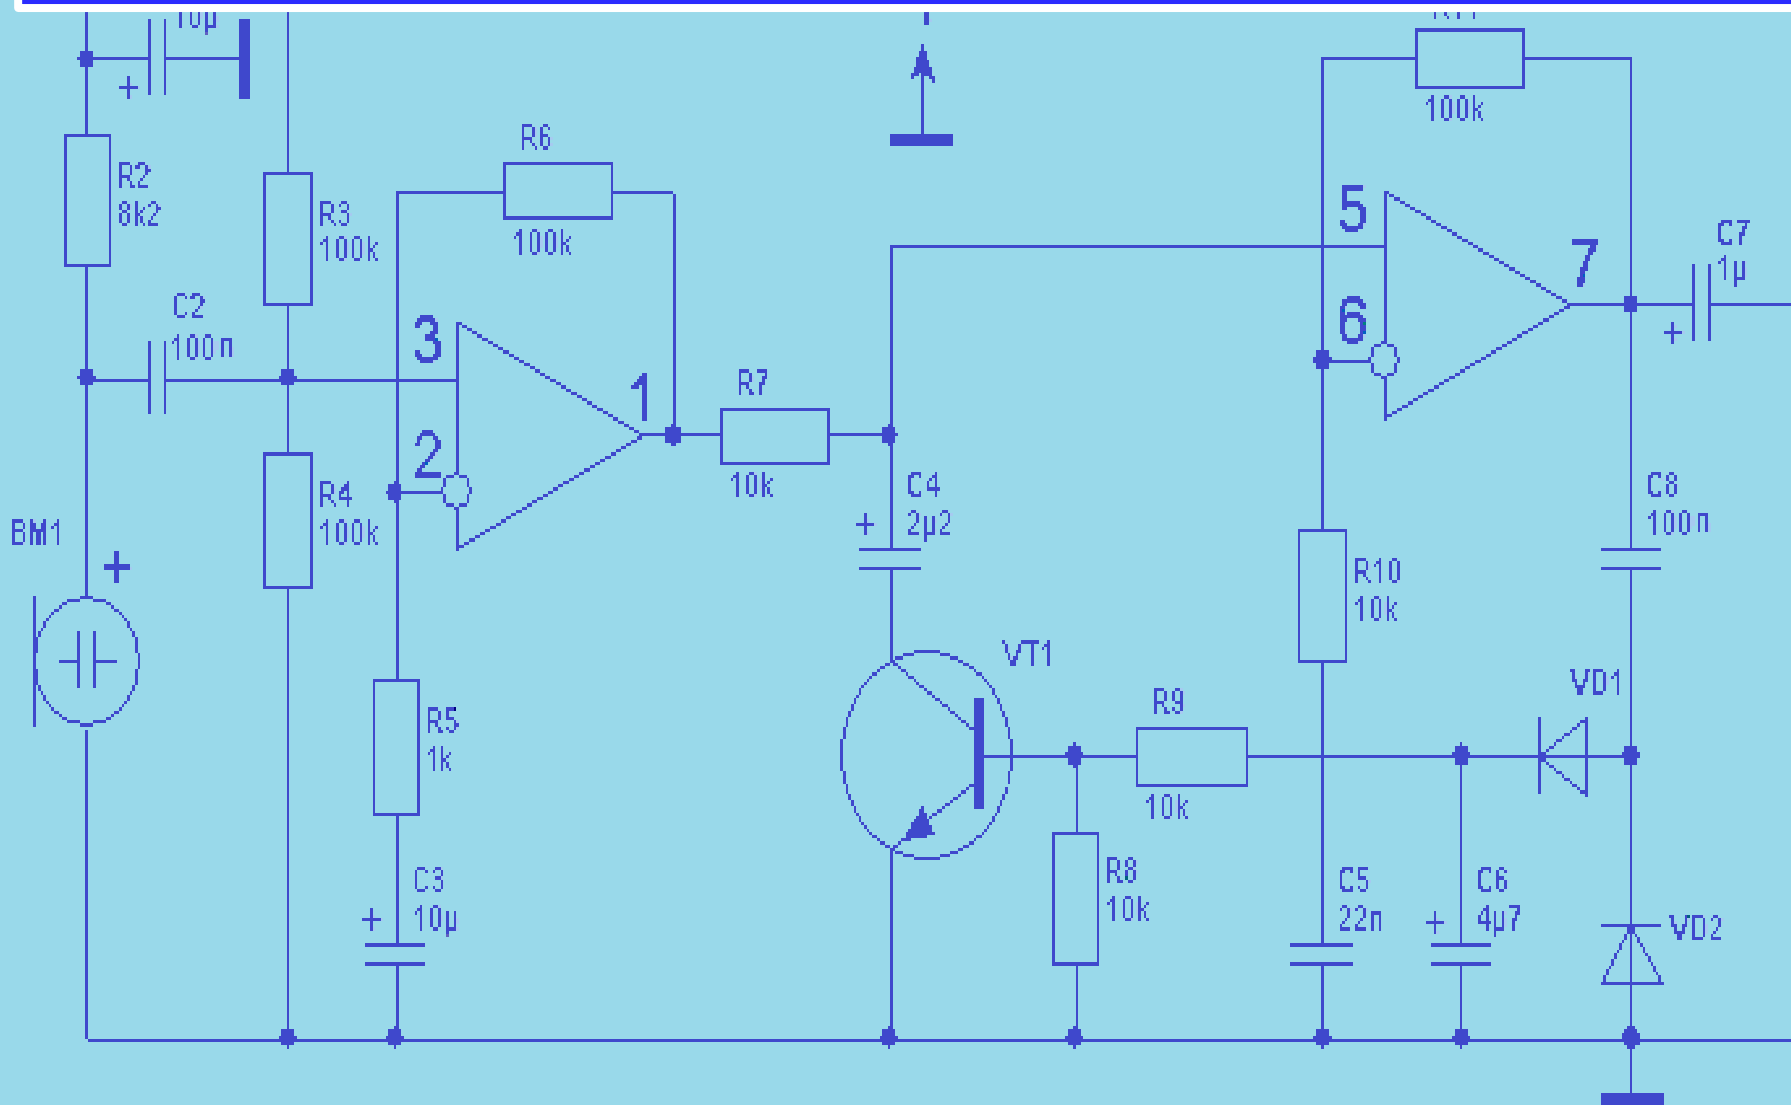 10µ
+
R2
8k2
R3
100k
C2
100n
R6
100k
3
2
1
R7
10k
R4
100k
BM1
+
R5
1k
C3
10µ
+
C4
2µ2
+
VT1
R9
10k
R8
10k
100k
5
6
7
C7
1µ
+
R10
10k
C8
100n
VD1
C5
22n
C6
4µ7
+
VD2